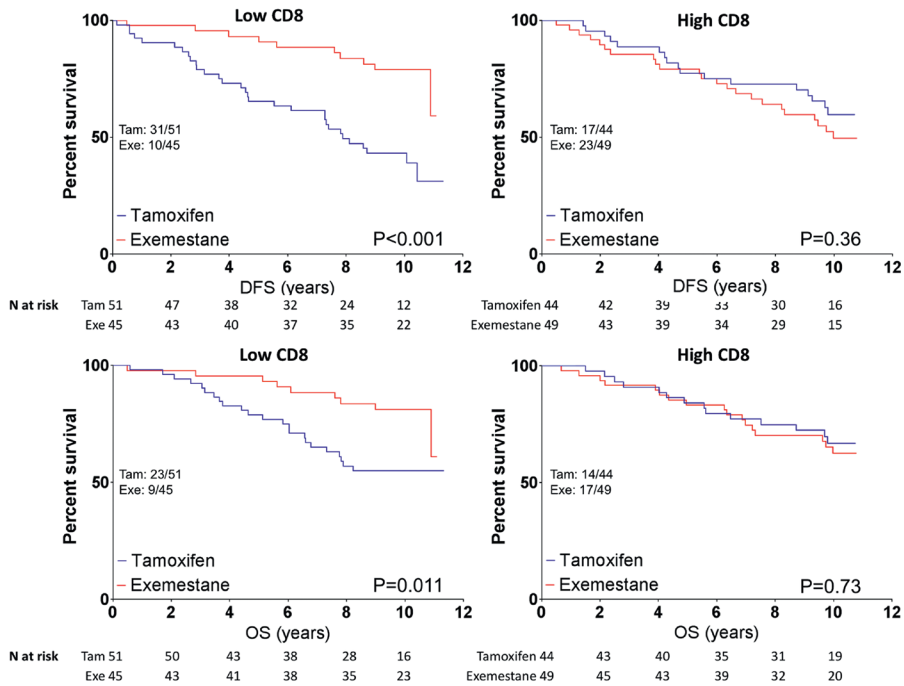 Low CD8
High CD8
100
50
0
Percent survival
Tam: 31/51
Exe: 10/45
Tamoxifen
Exemestane
P<0.001
0 2 4 6 8 10 12
DFS (years)
100
50
0
Percent survival
Tam: 17/44
Exe: 23/49
Tamoxifen
Exemestane
P=0.36
0 2 4 6 8 10 12
DFS (years)
N at risk Tam 51 47 38 32 24 12
Exe 45 43 40 37 35 22
Tamoxifen 44 42 39 33 30 16
Exemestane 49 43 39 34 29 15
Low CD8
High CD8
100
50
0
Percent survival
Tam: 23/51
Exe: 9/45
Tamoxifen
Exemestane
P=0.011
0 2 4 6 8 10 12
OS (years)
100
50
0
Percent survival
Tam: 14/44
Exe: 17/49
Tamoxifen
Exemestane
P=0.73
0 2 4 6 8 10 12
OS (years)
N at risk Tam 51 50 43 38 28 16
Exe 45 43 41 38 35 23
Tamoxifen 44 43 40 35 31 19
Exemestane 49 45 43 39 32 20